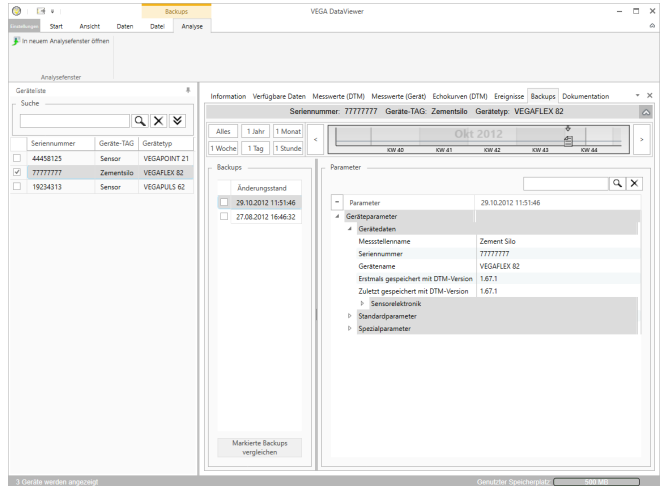 Backups
VEGA DataViewer
Start Ansicht Daten Datei Analyse
In neuem Analysefenster öffnen
Analysefenster
Geräteliste
Suche
Seriennummer Geräte-TAG Gerätetyp
44458125 Sensor VEGAPOINT 21
77777777 Zementsilo VEGAFLEX 82
19234313 Sensor VEGAPULS 62
Information Verfügbare Daten Messwerte (DTM) Messwerte (Gerät) Echokurven (DTM) Ereignisse Backups Dokumentation
Seriennummer: 77777777 Geräte-TAG: Zementsilo Gerätetyp: VEGAFLEX 82
Alles 1 Jahr 1 Monat
1 Woche 1 Tag 1 Stunde
< Okt 2012 >
KW 40 KW 41 KW 42 KW 43 KW 44
Backups
Änderungsstand
29.10.2012 11:51:46
27.08.2012 16:46:32
Markierte Backups
vergleichen
Parameter
Parameter 29.10.2012 11:51:46
Geräteparameter
Gerätedaten
Messstellenname Zement Silo
Seriennummer 77777777
Gerätename VEGAFLEX 82
Erstmals gespeichert mit DTM-Version 1.67.1
Zuletzt gespeichert mit DTM-Version 1.67.1
Sensorelektronik
Standardparameter
Spezialparameter
3 Geräte werden angezeigt
Genutzter Speicherplatz: 500 MB